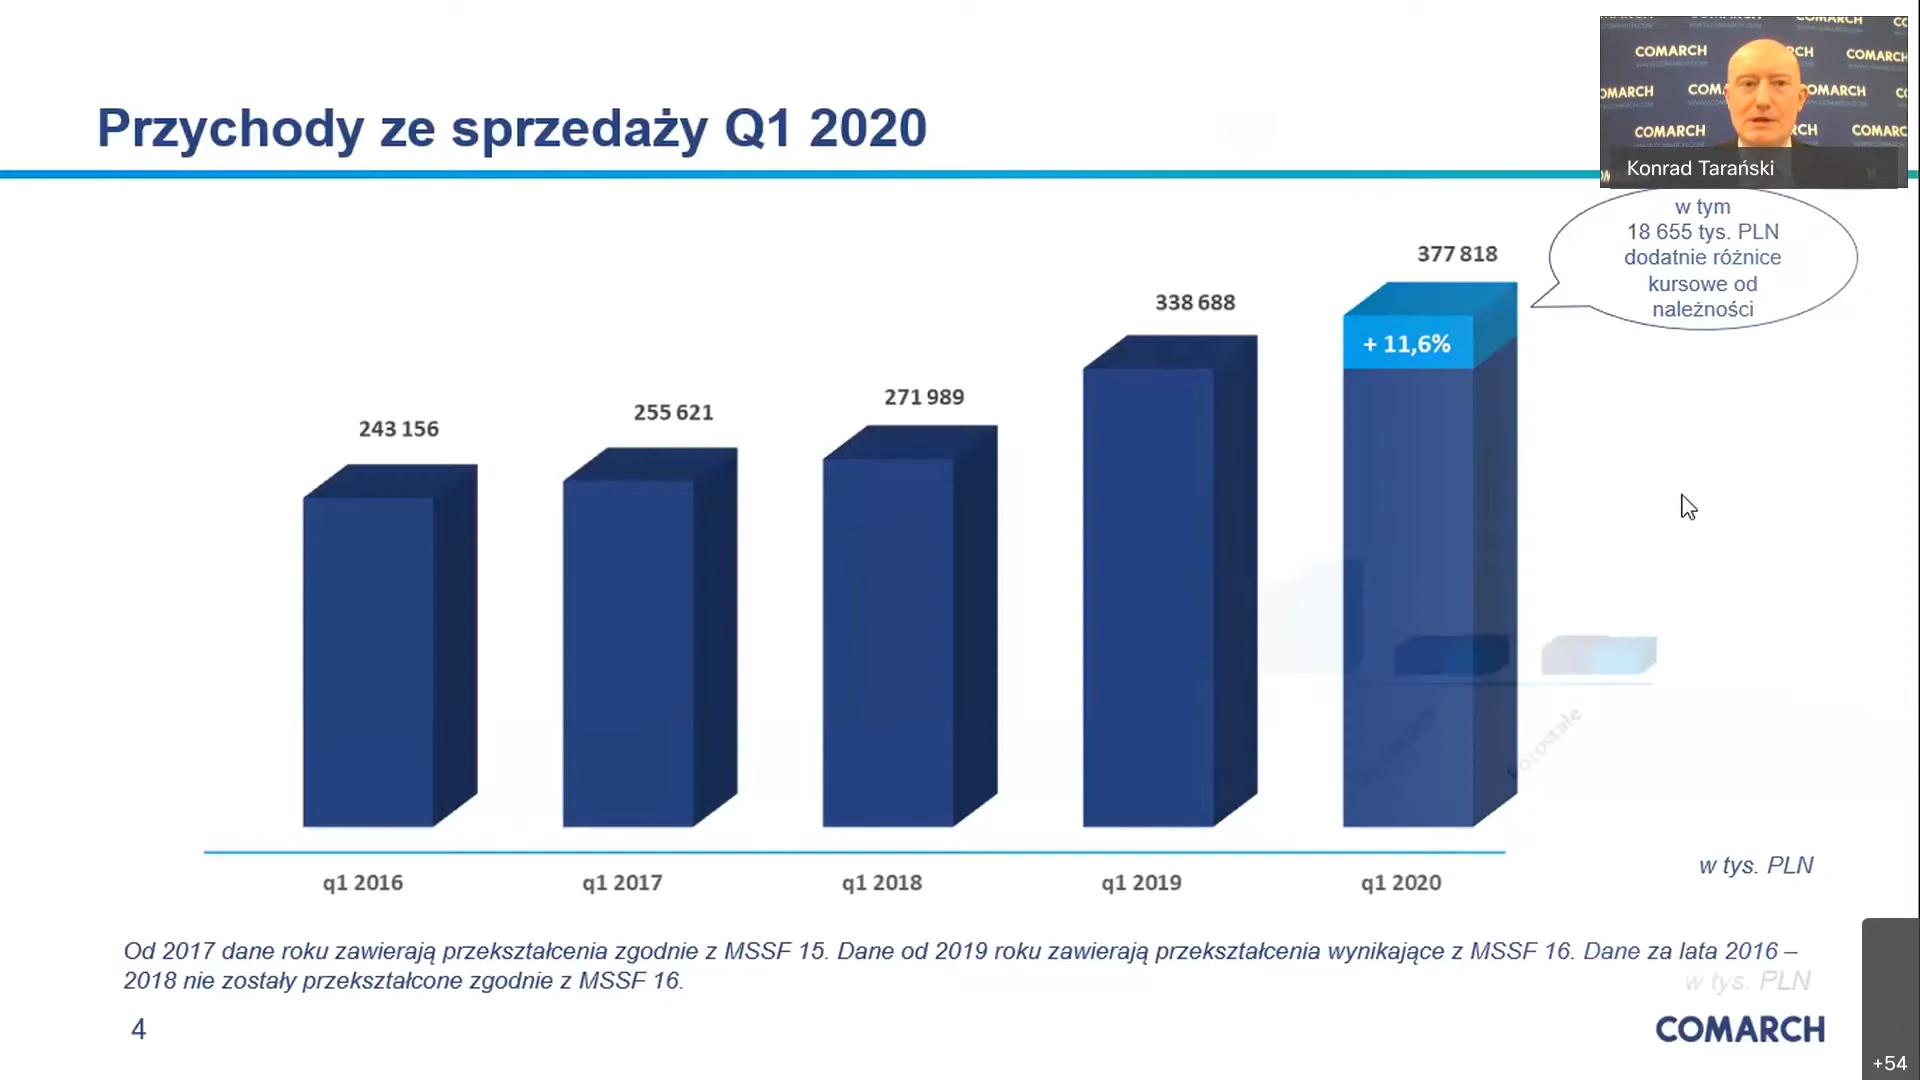 Przychody ze sprzedaży Q1 2020
COMARCH
COMARCH
COMARCH
COMARCH
COMARCH
Konrad Tarański
w tym
18 655 tys. PLN
dodatnie różnice
kursowe od
należności
377 818
338 688
+ 11,6%
271 989
255 621
243 156
q1 2016
q1 2017
q1 2018
q1 2019
q1 2020
w tys. PLN
Pozostałe
Od 2017 dane roku zawierają przekształcenia zgodnie z MSSF 15. Dane od 2019 roku zawierają przekształcenia wynikające z MSSF 16. Dane za lata 2016 –
2018 nie zostały przekształcone zgodnie z MSSF 16.
w tys. PLN
4
COMARCH
+54